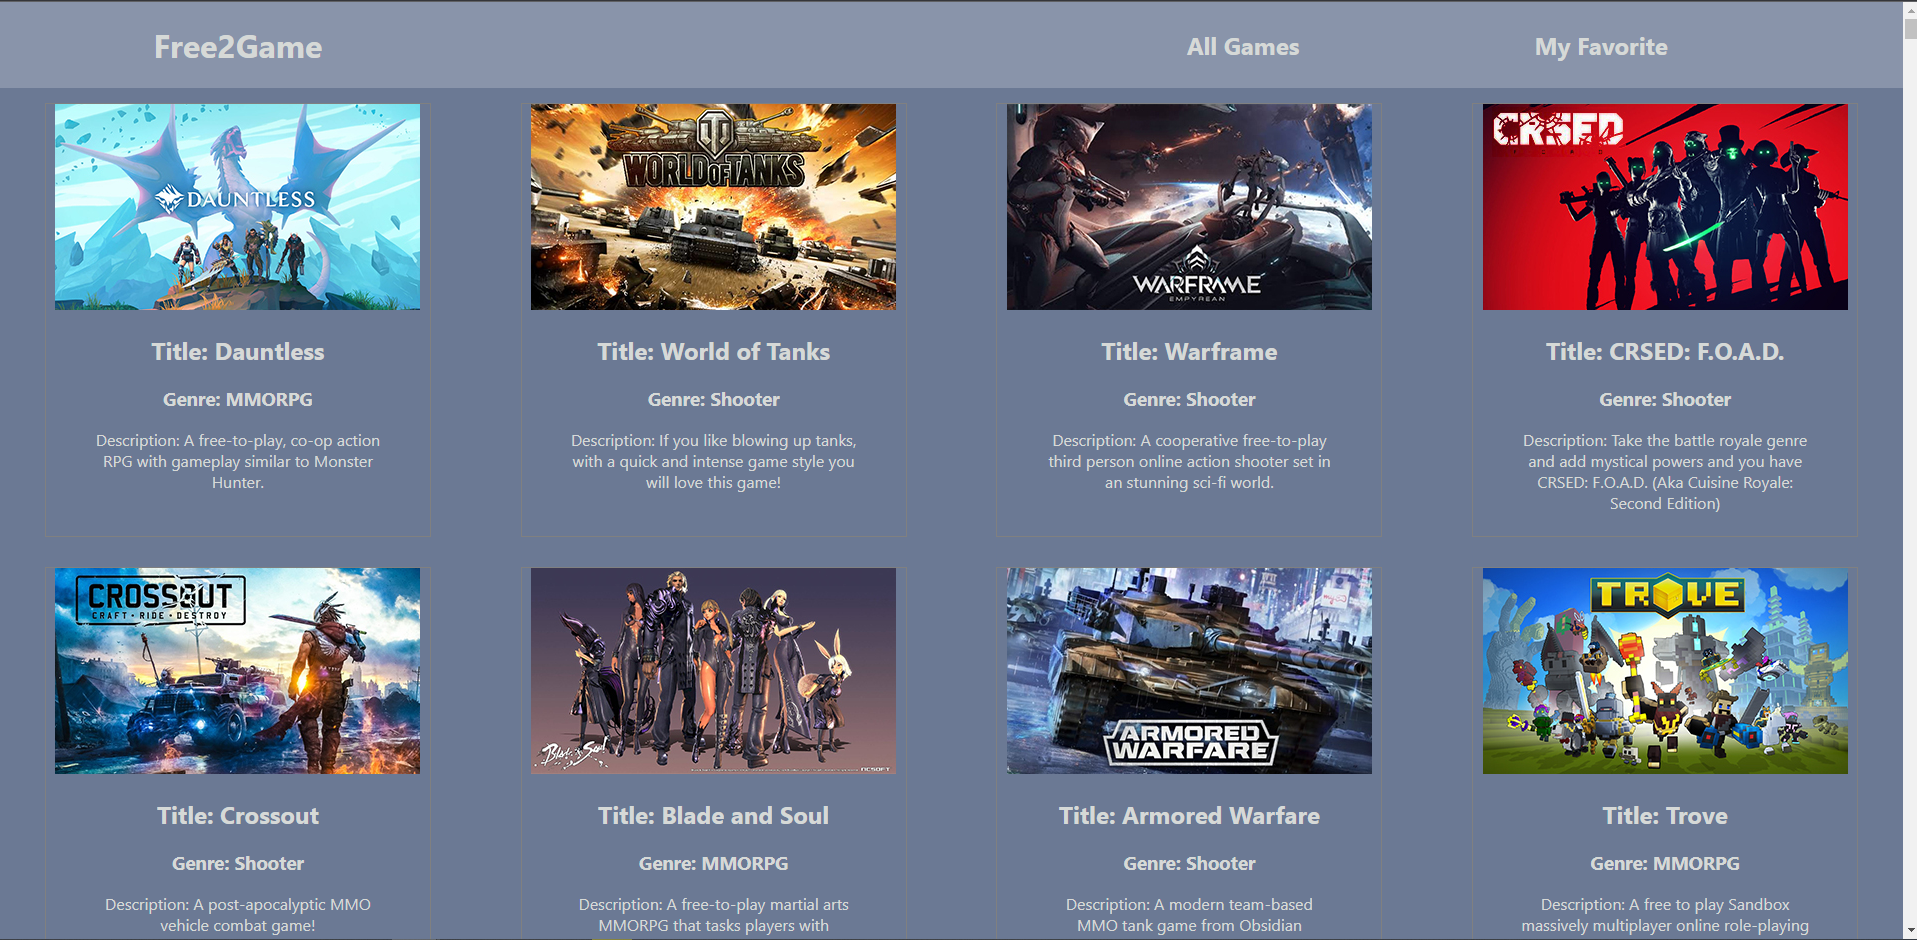 Free2Game
All Games
My Favorite
DAUNTLESS
WORLD OF TANKS
WARFRAME
EMPYREAN
CRSED
Title: Dauntless
Title: World of Tanks
Title: Warframe
Title: CRSED: F.O.A.D.
Genre: MMORPG
Genre: Shooter
Genre: Shooter
Genre: Shooter
Description: A free-to-play, co-op action
RPG with gameplay similar to Monster
Hunter.
Description: If you like blowing up tanks,
with a quick and intense game style you
will love this game!
Description: A cooperative free-to-play
third person online action shooter set in
an stunning sci-fi world.
Description: Take the battle royale genre
and add mystical powers and you have
CRSED: F.O.A.D. (Aka Cuisine Royale:
Second Edition)
CROSSOUT
CRAFT • RIDE • DESTROY
Blade & Soul
NCSOFT
ARMORED
WARFARE
TROVE
Title: Crossout
Title: Blade and Soul
Title: Armored Warfare
Title: Trove
Genre: Shooter
Genre: MMORPG
Genre: Shooter
Genre: MMORPG
Description: A post-apocalyptic MMO
vehicle combat game!
Description: A free-to-play martial arts
MMORPG that tasks players with
Description: A modern team-based
MMO tank game from Obsidian
Description: A free to play Sandbox
massively multiplayer online role-playing